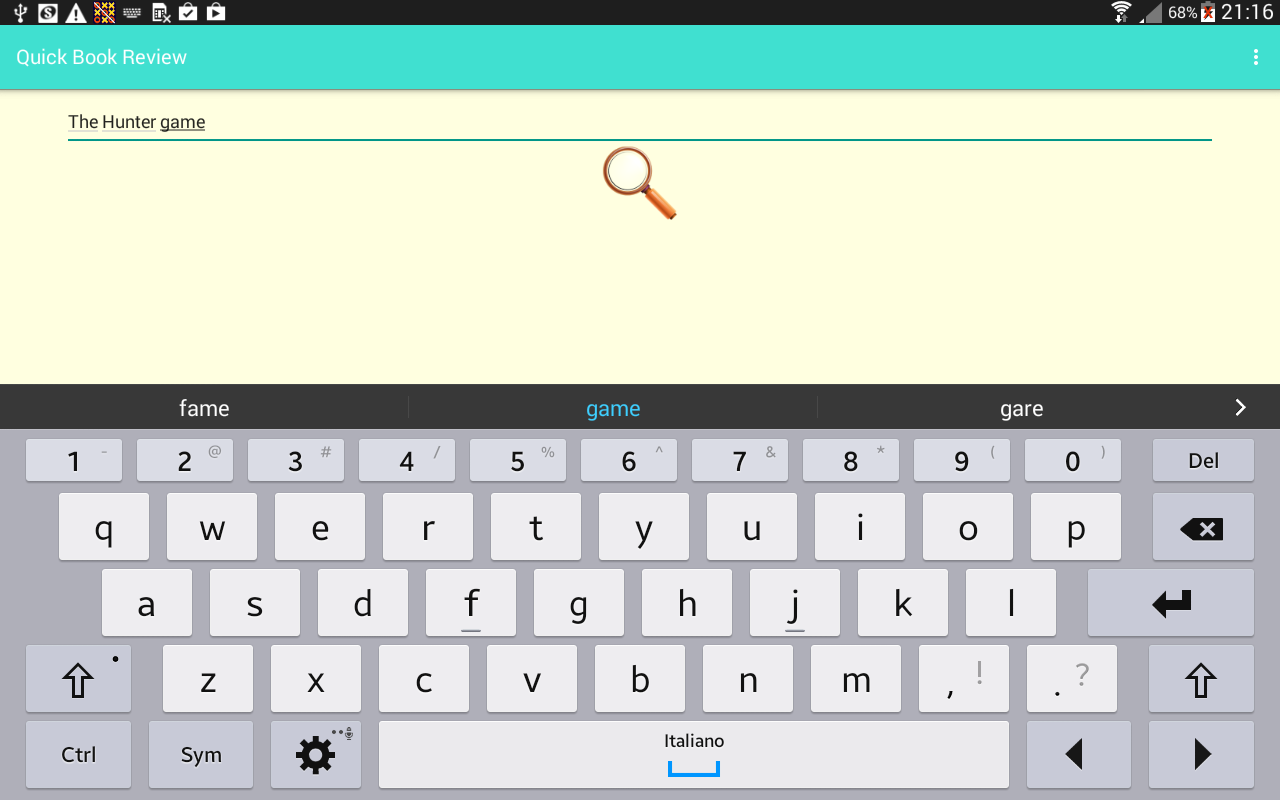 68% 21:16
Quick Book Review
The Hunter game
fame game gare
1 - 2 @ 3 # 4 / 5 % 6 ^ 7 & 8 * 9 ( 0 ) Del
q w e r t y u i o p
a s d f g h j k l
z x c v b n m , ! . ?
Ctrl Sym Italiano